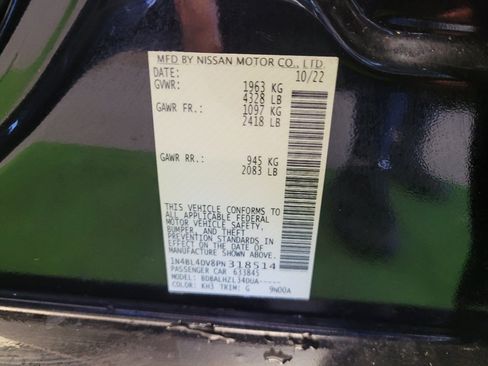 MFD BY NISSAN MOTOR CO., LTD.
DATE: 10/22
GVWR: 1963 KG
4328 LB
GAWR FR.: 1097 KG
2418 LB
GAWR RR.: 945 KG
2083 LB
THIS VEHICLE CONFORMS TO
ALL APPLICABLE FEDERAL
MOTOR VEHICLE SAFETY,
BUMPER, AND THEFT
PREVENTION STANDARDS IN
EFFECT ON THE DATE OF
MANUFACTURE SHOWN ABOVE.
1N4BL4DV8PN318514
PASSENGER CAR 633845
MODEL: BDBALHZL34DUA-----
COLOR: KH3 TRIM: G 9N00A